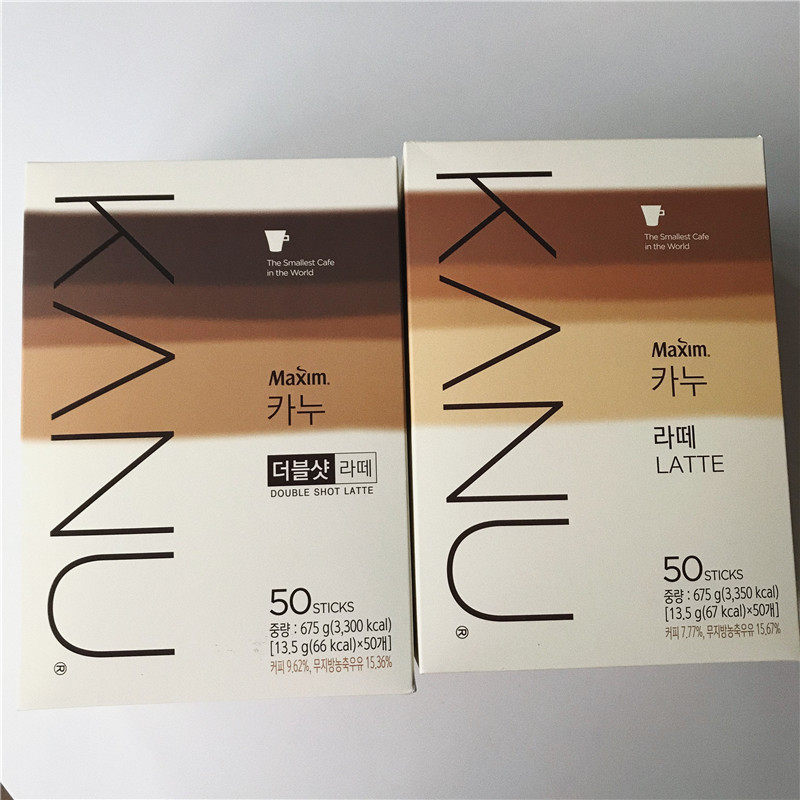 KANU
®
The Smallest Cafe
in the World
Maxim.
카누
더블샷 라떼
DOUBLE SHOT LATTE
50 STICKS
중량 : 675 g(3,300 kcal)
[13.5 g(66 kcal)×50개]
커피 9.62%, 무지방농축우유 15.36%
KANU
®
The Smallest Cafe
in the World
Maxim.
카누
라떼
LATTE
50 STICKS
중량 : 675 g(3,350 kcal)
[13.5 g(67 kcal)×50개]
커피 7.77%, 무지방농축우유 15.67%